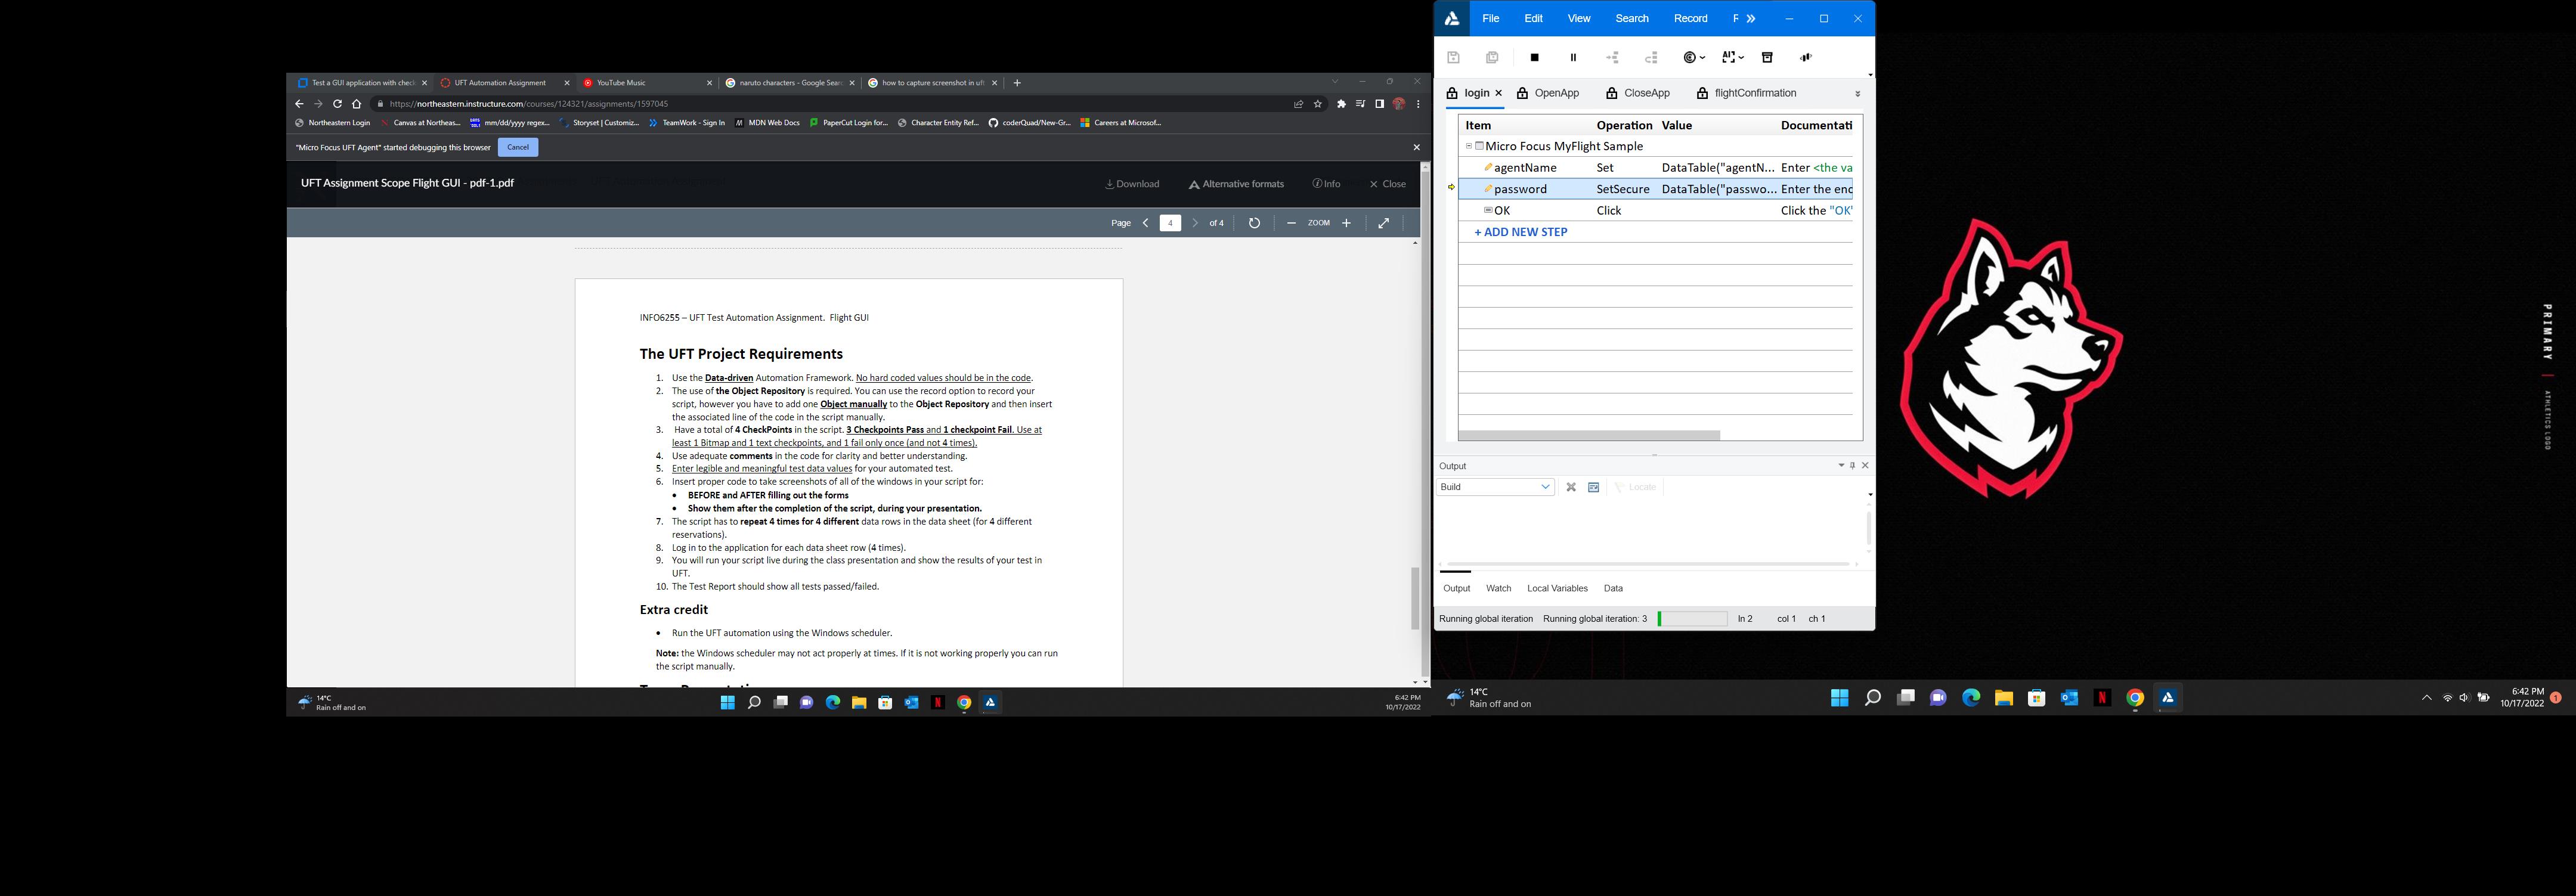 Test a GUI application with check
UFT Automation Assignment
YouTube Music
naruto characters - Google Sear
how to capture screenshot in uft
https://northeastern.instructure.com/courses/124321/assignments/1597045
Northeastern Login
Canvas at Northeas...
mm/dd/yyyy regex...
Storyset | Customiz...
TeamWork - Sign In
MDN Web Docs
PaperCut Login for...
Character Entity Ref...
coderQuad/New-Gr...
Careers at Microsof...
"Micro Focus UFT Agent" started debugging this browser
Cancel
UFT Assignment Scope Flight GUI - pdf-1.pdf
Download
Alternative formats
Info
Close
Page 4 of 4
ZOOM
INFO6255 – UFT Test Automation Assignment. Flight GUI
The UFT Project Requirements
1. Use the Data-driven Automation Framework. No hard coded values should be in the code.
2. The use of the Object Repository is required. You can use the record option to record your
script, however you have to add one Object manually to the Object Repository and then insert
the associated line of the code in the script manually.
3. Have a total of 4 CheckPoints in the script. 3 Checkpoints Pass and 1 checkpoint Fail. Use at
least 1 Bitmap and 1 text checkpoints, and 1 fail only once (and not 4 times).
4. Use adequate comments in the code for clarity and better understanding.
5. Enter legible and meaningful test data values for your automated test.
6. Insert proper code to take screenshots of all of the windows in your script for:
• BEFORE and AFTER filling out the forms
• Show them after the completion of the script, during your presentation.
7. The script has to repeat 4 times for 4 different data rows in the data sheet (for 4 different
reservations).
8. Log in to the application for each data sheet row (4 times).
9. You will run your script live during the class presentation and show the results of your test in
UFT.
10. The Test Report should show all tests passed/failed.
Extra credit
• Run the UFT automation using the Windows scheduler.
Note: the Windows scheduler may not act properly at times. If it is not working properly you can run
the script manually.
14°C
Rain off and on
6:42 PM
10/17/2022
File Edit View Search Record F
login
OpenApp
CloseApp
flightConfirmation
Item Operation Value Documentati
Micro Focus MyFlight Sample
agentName Set DataTable("agentN... Enter <the va
password SetSecure DataTable("passwo... Enter the enc
OK Click Click the "OK"
+ ADD NEW STEP
Output
Build
Locate
Output Watch Local Variables Data
Running global iteration Running global iteration: 3 ln 2 col 1 ch 1
PRIMARY | ATHLETICS LOGO
14°C
Rain off and on
6:42 PM
10/17/2022
1